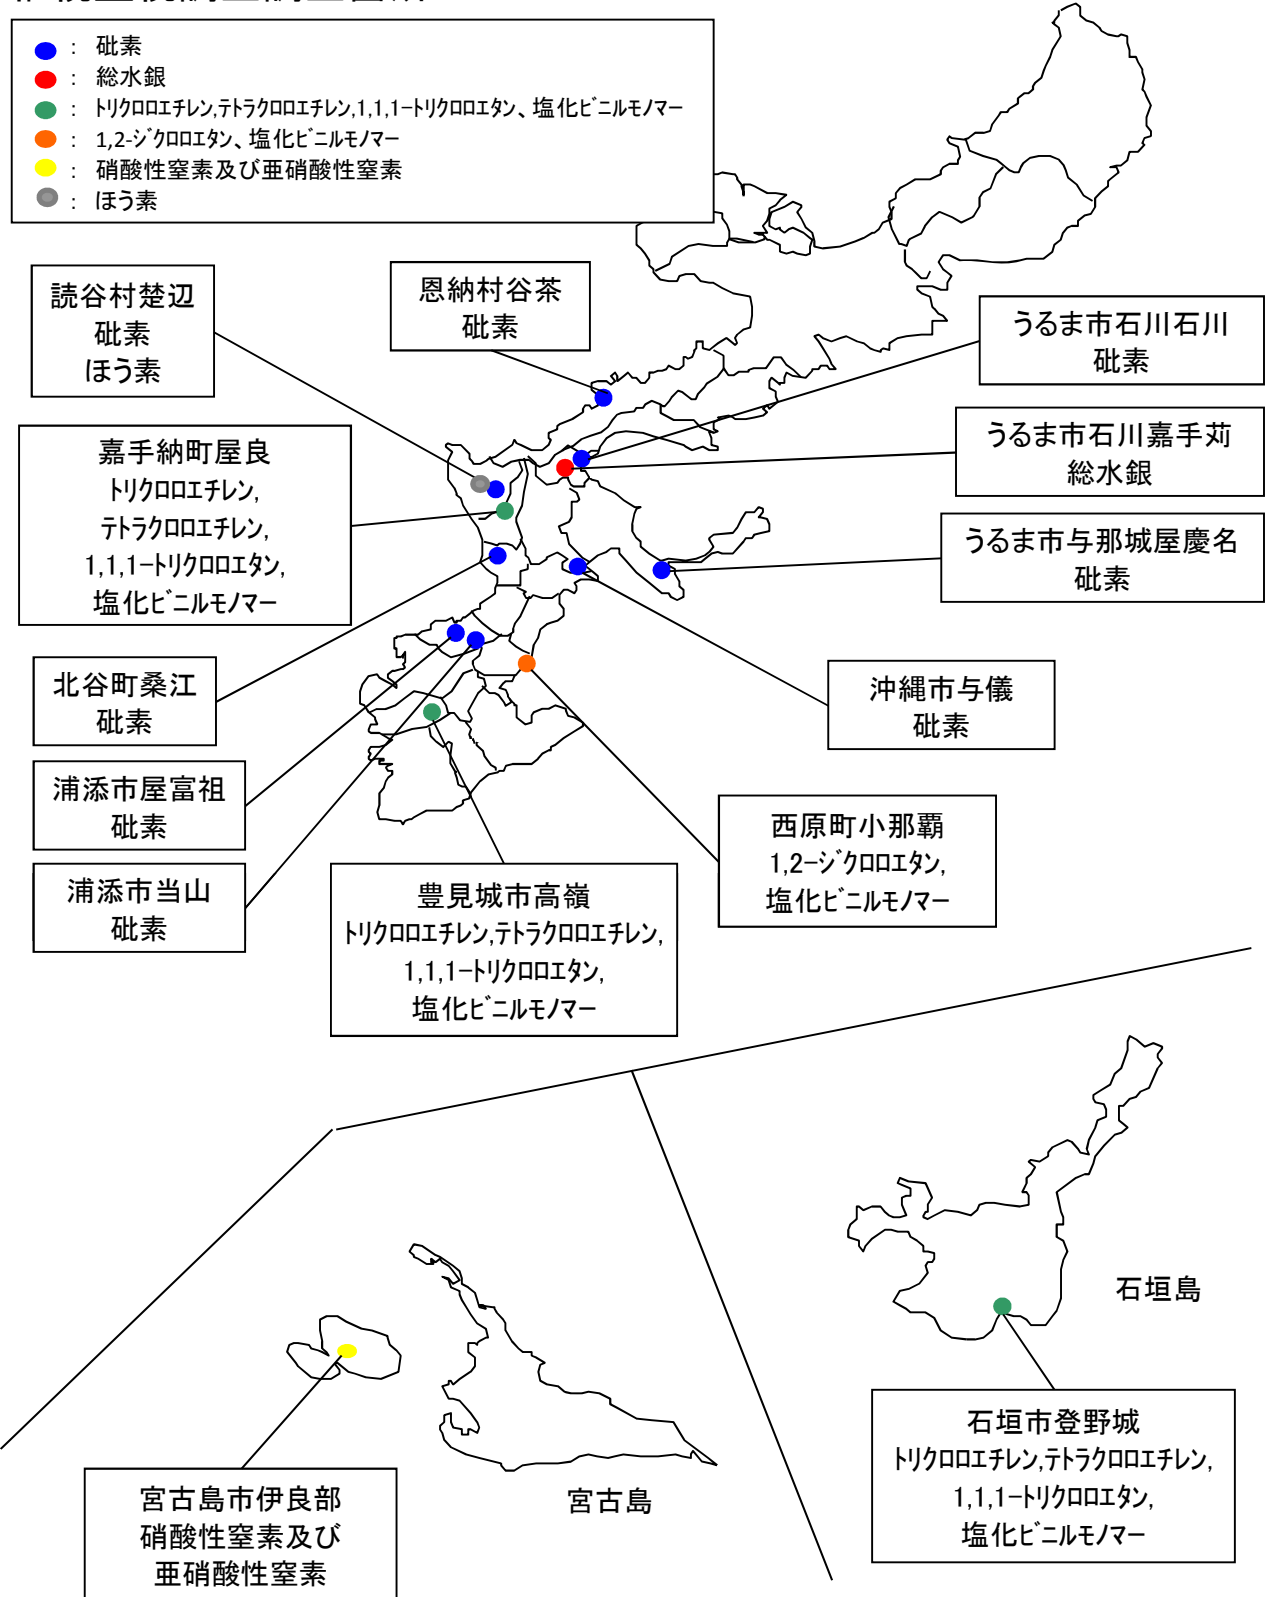 ： 砒素
： 総水銀
： ﾄﾘｸﾛﾛｴﾁﾚﾝ,ﾃﾄﾗｸﾛﾛｴﾁﾚﾝ,1,1,1-ﾄﾘｸﾛﾛｴﾀﾝ、塩化ﾋﾞﾆﾙﾓﾉﾏｰ
： 1,2-ｼﾞｸﾛﾛｴﾀﾝ、塩化ﾋﾞﾆﾙﾓﾉﾏｰ
： 硝酸性窒素及び亜硝酸性窒素
： ほう素
読谷村楚辺
砒素
ほう素
恩納村谷茶
砒素
うるま市石川石川
砒素
嘉手納町屋良
ﾄﾘｸﾛﾛｴﾁﾚﾝ,
ﾃﾄﾗｸﾛﾛｴﾁﾚﾝ,
1,1,1-ﾄﾘｸﾛﾛｴﾀﾝ,
塩化ﾋﾞﾆﾙﾓﾉﾏｰ
うるま市石川嘉手苅
総水銀
うるま市与那城屋慶名
砒素
北谷町桑江
砒素
沖縄市与儀
砒素
浦添市屋富祖
砒素
西原町小那覇
1,2-ｼﾞｸﾛﾛｴﾀﾝ,
塩化ﾋﾞﾆﾙﾓﾉﾏｰ
浦添市当山
砒素
豊見城市高嶺
ﾄﾘｸﾛﾛｴﾁﾚﾝ,ﾃﾄﾗｸﾛﾛｴﾁﾚﾝ,
1,1,1-ﾄﾘｸﾛﾛｴﾀﾝ,
塩化ﾋﾞﾆﾙﾓﾉﾏｰ
石垣島
石垣市登野城
ﾄﾘｸﾛﾛｴﾁﾚﾝ,ﾃﾄﾗｸﾛﾛｴﾁﾚﾝ,
1,1,1-ﾄﾘｸﾛﾛｴﾀﾝ,
塩化ﾋﾞﾆﾙﾓﾉﾏｰ
宮古島
宮古島市伊良部
硝酸性窒素及び
亜硝酸性窒素